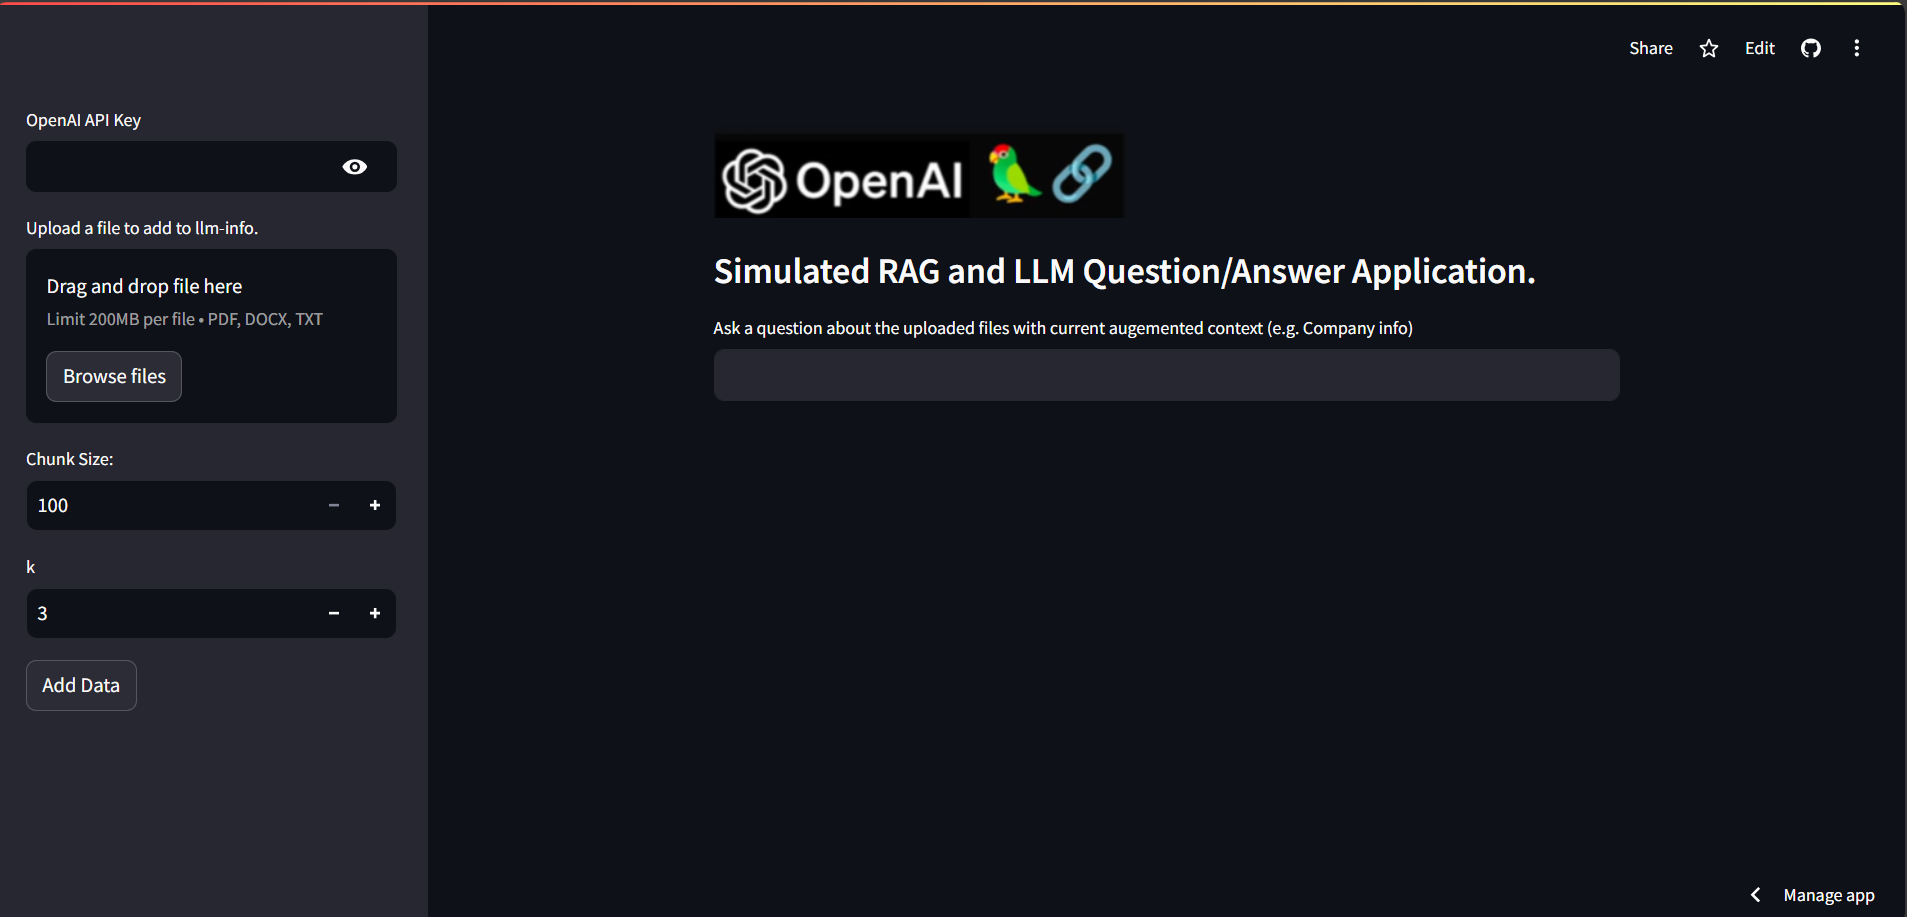 Share
Edit
OpenAI API Key
Upload a file to add to llm-info.
Drag and drop file here
Limit 200MB per file • PDF, DOCX, TXT
Browse files
Chunk Size:
100
k
3
Add Data
OpenAI
Simulated RAG and LLM Question/Answer Application.
Ask a question about the uploaded files with current augemented context (e.g. Company info)
Manage app